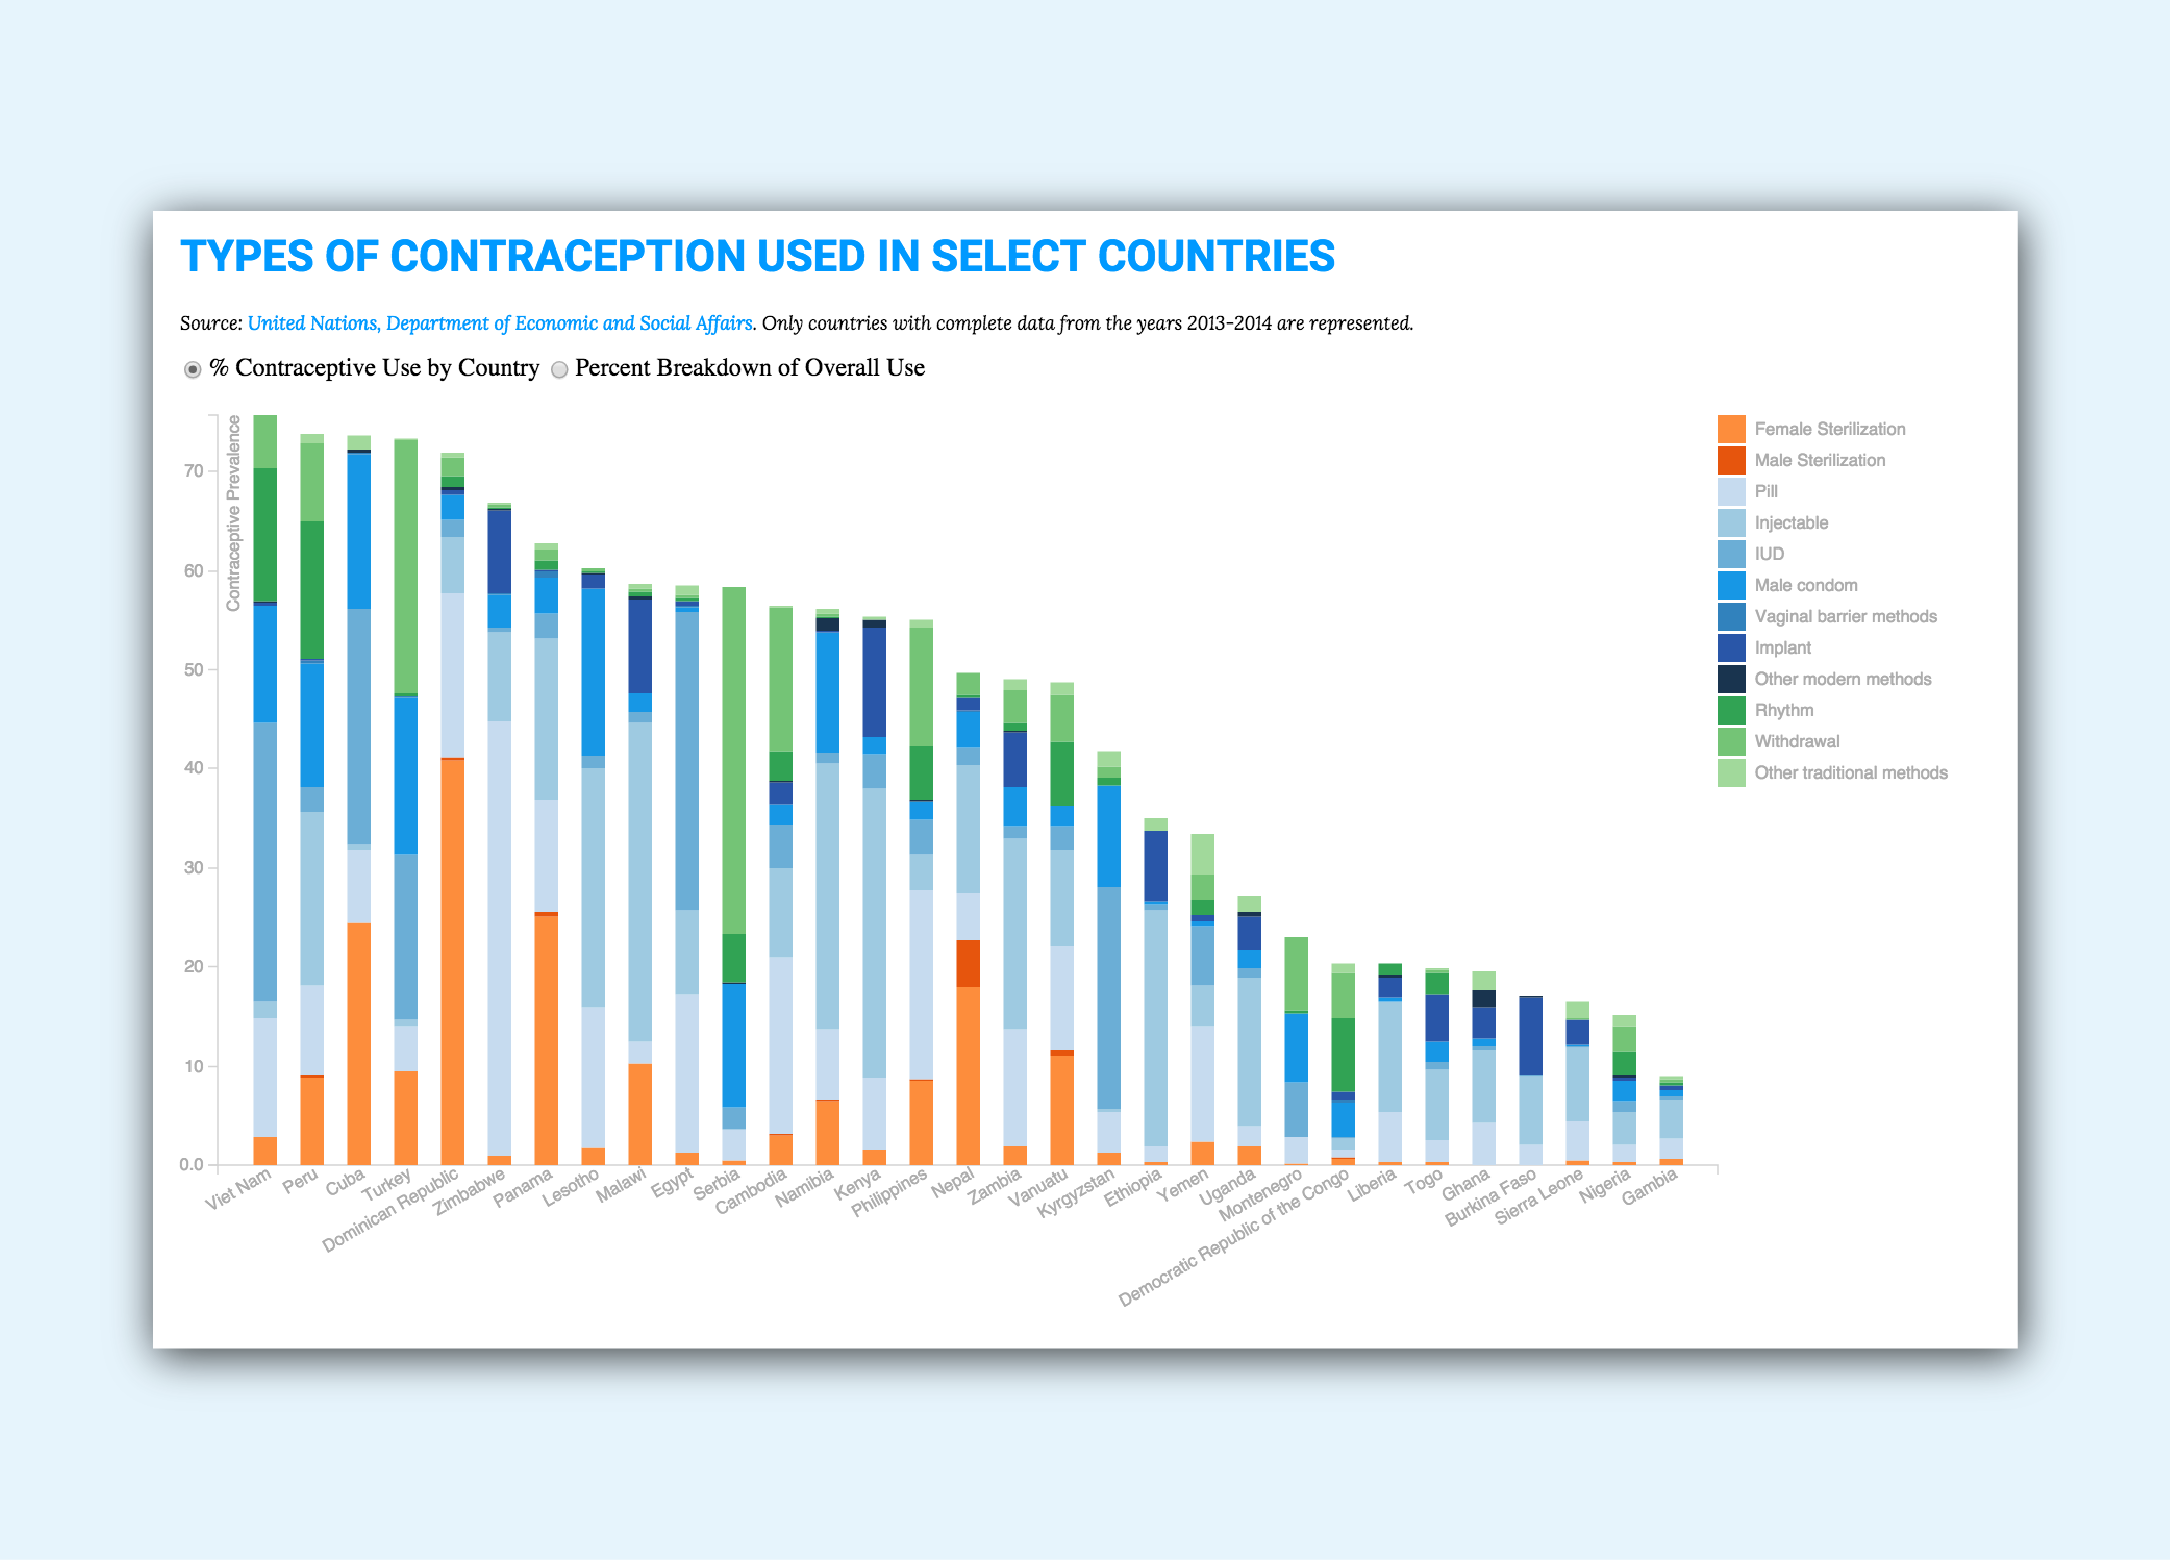 TYPES OF CONTRACEPTION USED IN SELECT COUNTRIES
Source: United Nations, Department of Economic and Social Affairs. Only countries with complete data from the years 2013-2014 are represented.
% Contraceptive Use by Country
Percent Breakdown of Overall Use
Contraceptive Prevalence
70
60
50
40
30
20
10
0.0
Viet Nam
Peru
Cuba
Turkey
Dominican Republic
Zimbabwe
Panama
Lesotho
Malawi
Egypt
Serbia
Cambodia
Namibia
Kenya
Philippines
Nepal
Zambia
Vanuatu
Kyrgyzstan
Ethiopia
Yemen
Uganda
Montenegro
Democratic Republic of the Congo
Liberia
Togo
Ghana
Burkina Faso
Sierra Leone
Nigeria
Gambia
Female Sterilization
Male Sterilization
Pill
Injectable
IUD
Male condom
Vaginal barrier methods
Implant
Other modern methods
Rhythm
Withdrawal
Other traditional methods